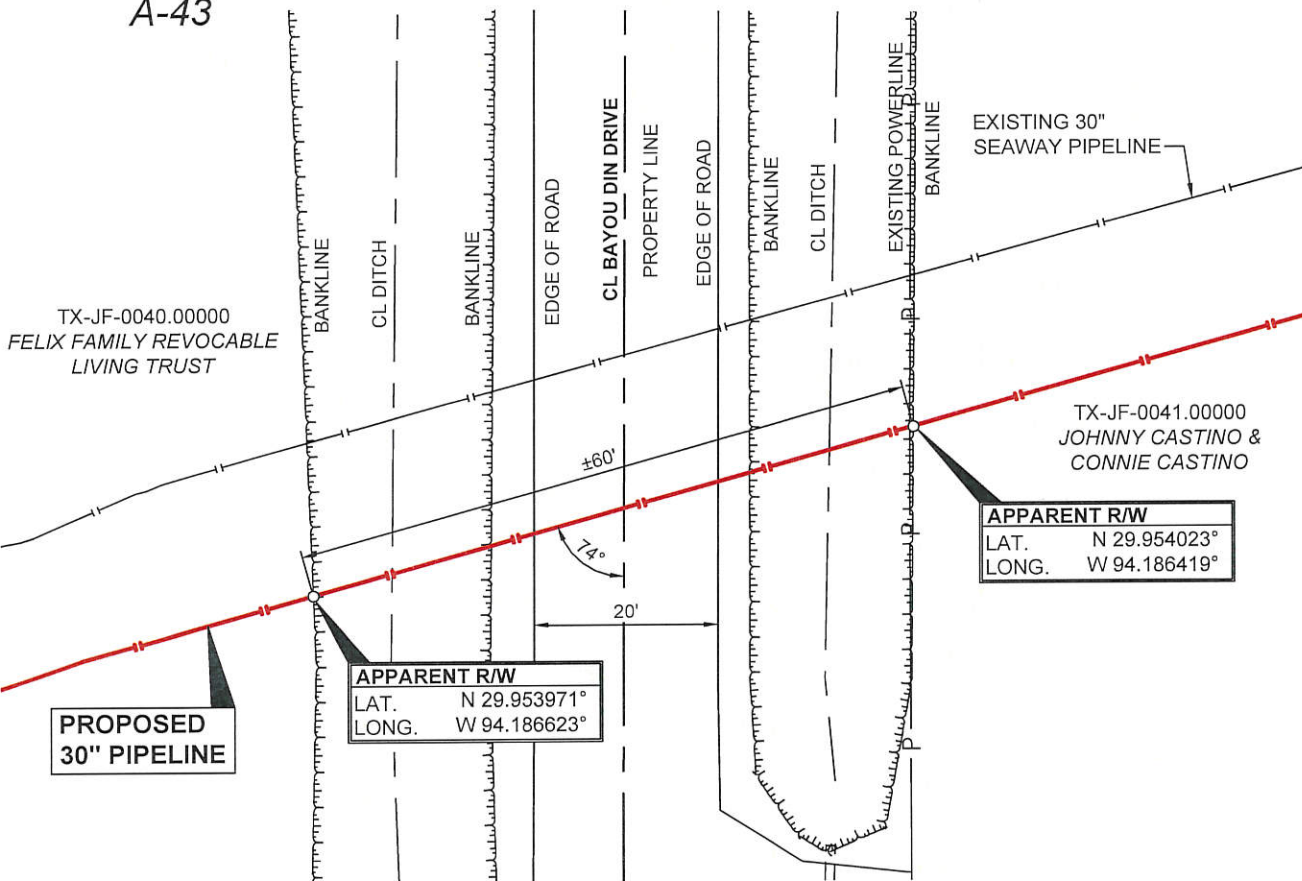 A-43
BANKLINE
CL DITCH
BANKLINE
EDGE OF ROAD
CL BAYOU DIN DRIVE
PROPERTY LINE
EDGE OF ROAD
BANKLINE
CL DITCH
EXISTING POWERLINE
BANKLINE
P
P
P
P
P
EXISTING 30"
SEAWAY PIPELINE
TX-JF-0040.00000
FELIX FAMILY REVOCABLE
LIVING TRUST
TX-JF-0041.00000
JOHNNY CASTINO &
CONNIE CASTINO
±60'
74°
20'
APPARENT R/W
LAT. N 29.954023°
LONG. W 94.186419°
APPARENT R/W
LAT. N 29.953971°
LONG. W 94.186623°
PROPOSED
30" PIPELINE